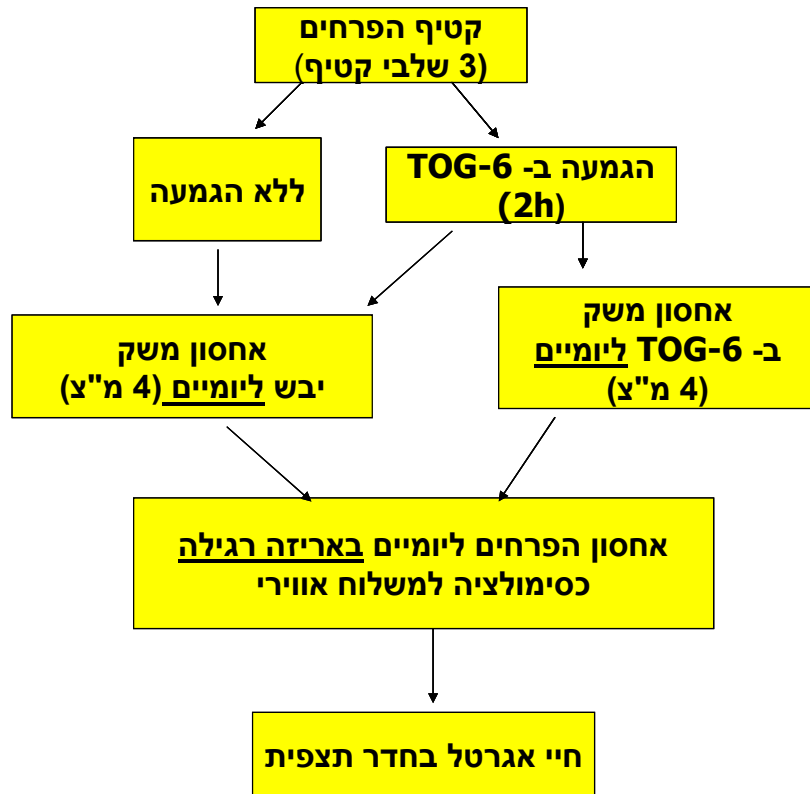 קטיף הפרחים
(3 שלבי קטיף)
הגמעה ב- TOG-6
(2h)
ללא הגמעה
אחסון משק
ב- TOG-6 ליומיים
(4 מ"צ)
אחסון משק
יבש ליומיים (4 מ"צ)
אחסון הפרחים ליומיים באריזה רגילה
כסימולציה למשלוח אווירי
חיי אגרטל בחדר תצפית